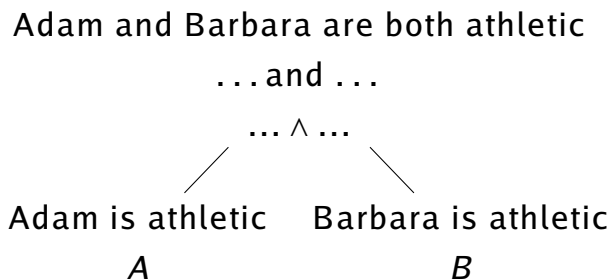 Adam and Barbara are both athletic
...and ...
... ∧ ...
Adam is athletic Barbara is athletic
A B